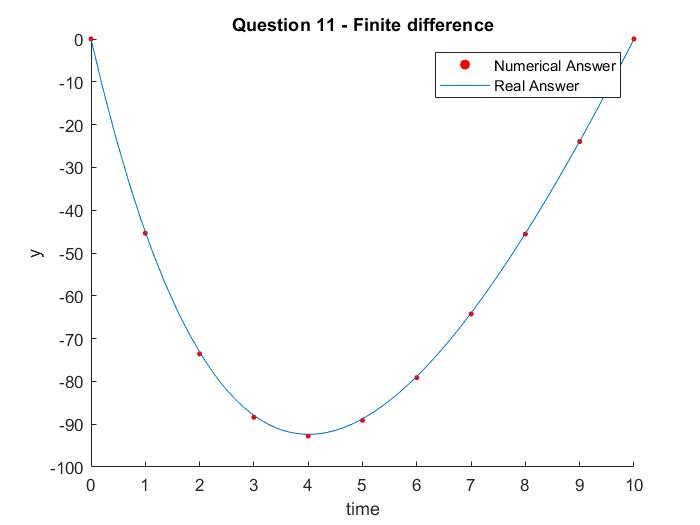 Question 11 - Finite difference
Numerical Answer
Real Answer
0
-10
-20
-30
-40
-50
-60
-70
-80
-90
-100
y
0 1 2 3 4 5 6 7 8 9 10
time